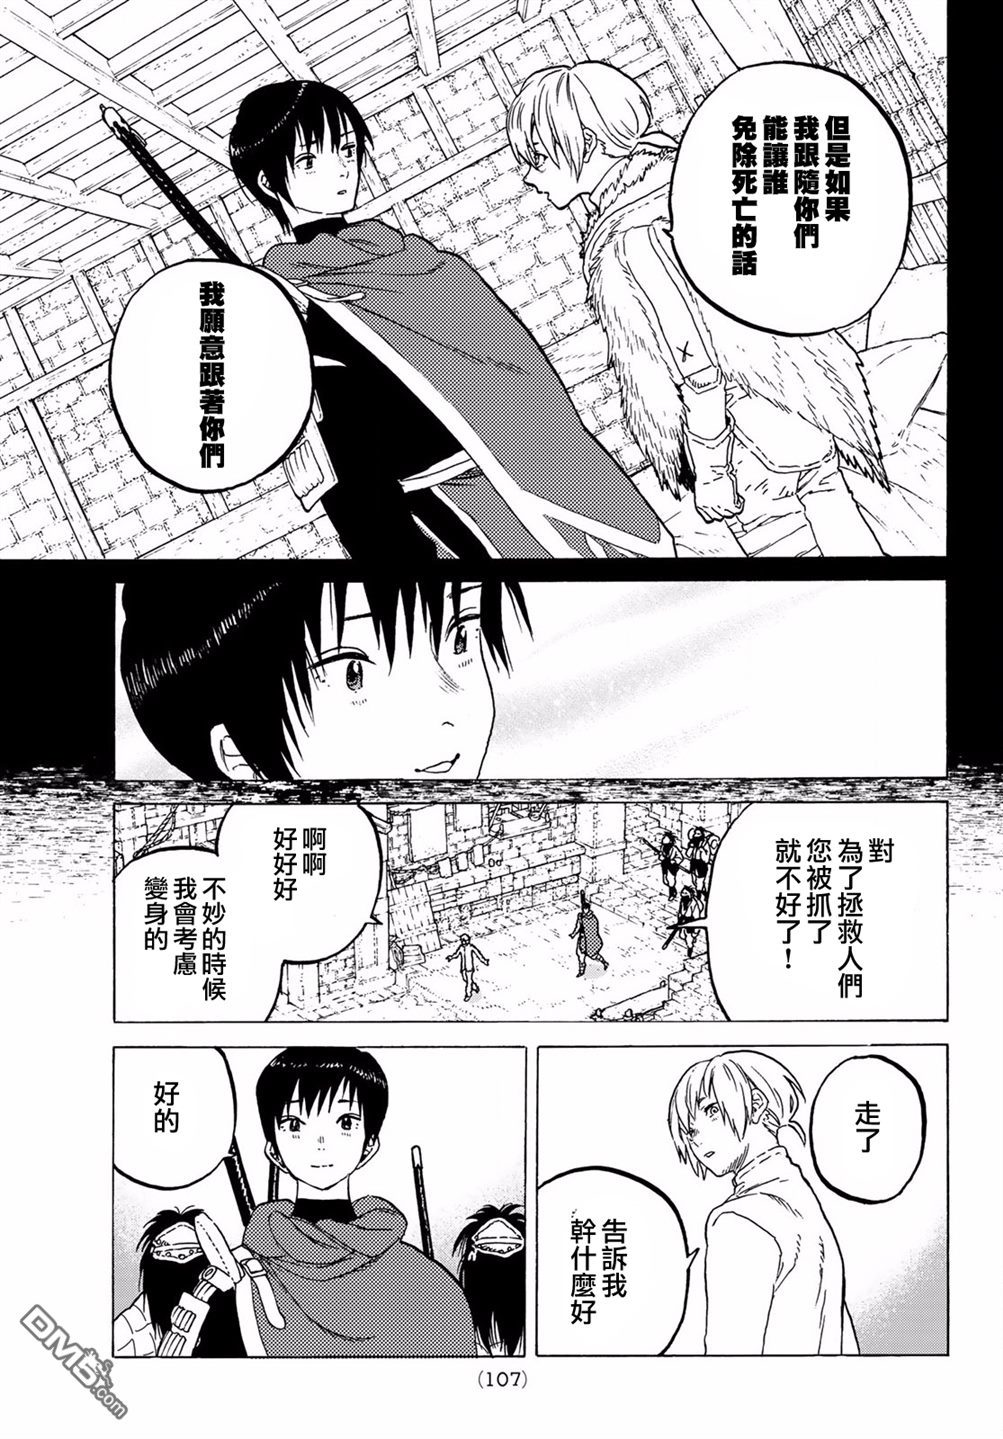 但是如果
我跟隨你們
能讓誰
免除死亡的話
我願意跟著你們
對
為了拯救人們
您被抓了
就不好了！
啊啊
好好好
不妙的時候
我會考慮
變身的
走了
告訴我
幹什麼好
好的
(107)
DM5.com